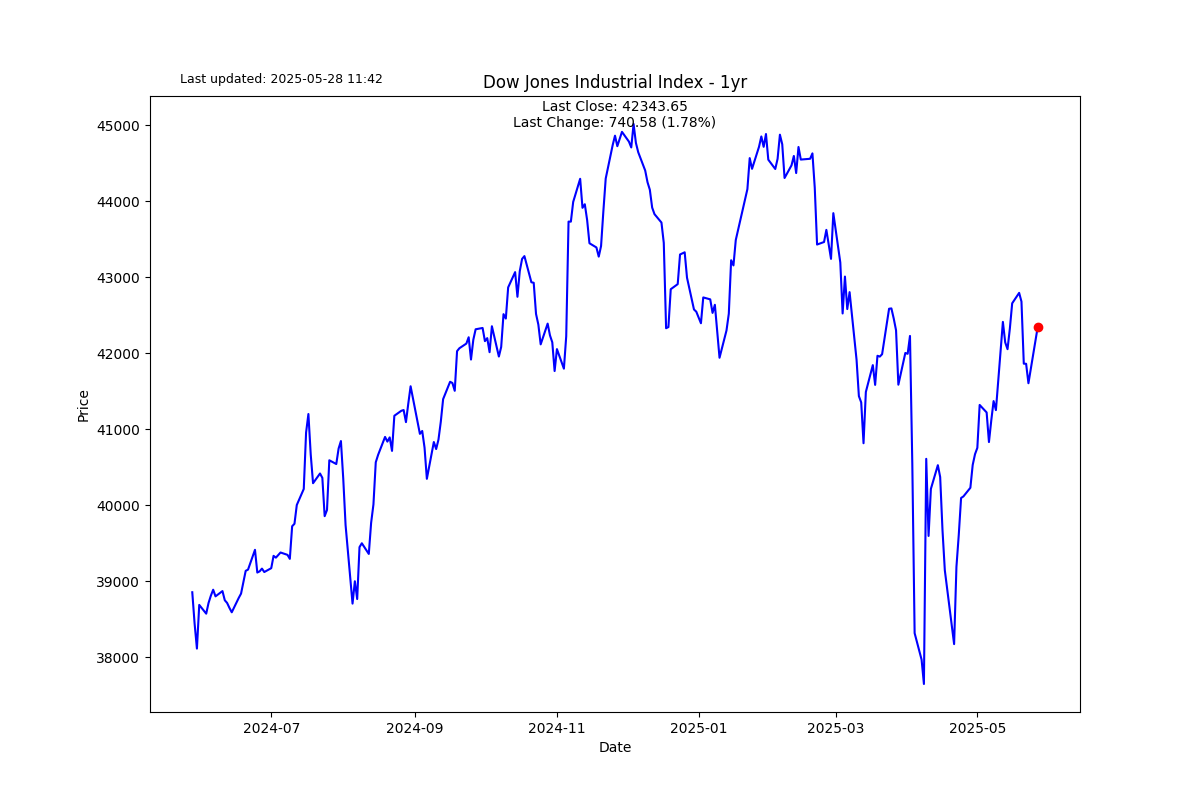 Last updated: 2025-05-28 11:42
Dow Jones Industrial Index - 1yr
Last Close: 42343.65
Last Change: 740.58 (1.78%)
45000
44000
43000
42000
41000
40000
39000
38000
Price
2024-07
2024-09
2024-11
2025-01
2025-03
2025-05
Date